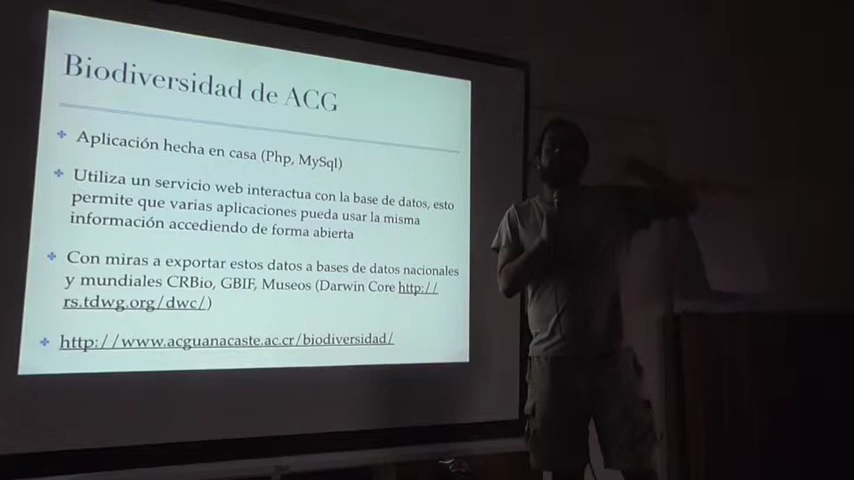 Biodiversidad de ACG
Aplicación hecha en casa (Php, MySql)
Utiliza un servicio web interactua con la base de datos, esto
permite que varias aplicaciones pueda usar la misma
información accediendo de forma abierta
Con miras a exportar estos datos a bases de datos nacionales
y mundiales CRBio, GBIF, Museos (Darwin Core http://
rs.tdwg.org/dwc/)
http://www.acguanacaste.ac.cr/biodiversidad/